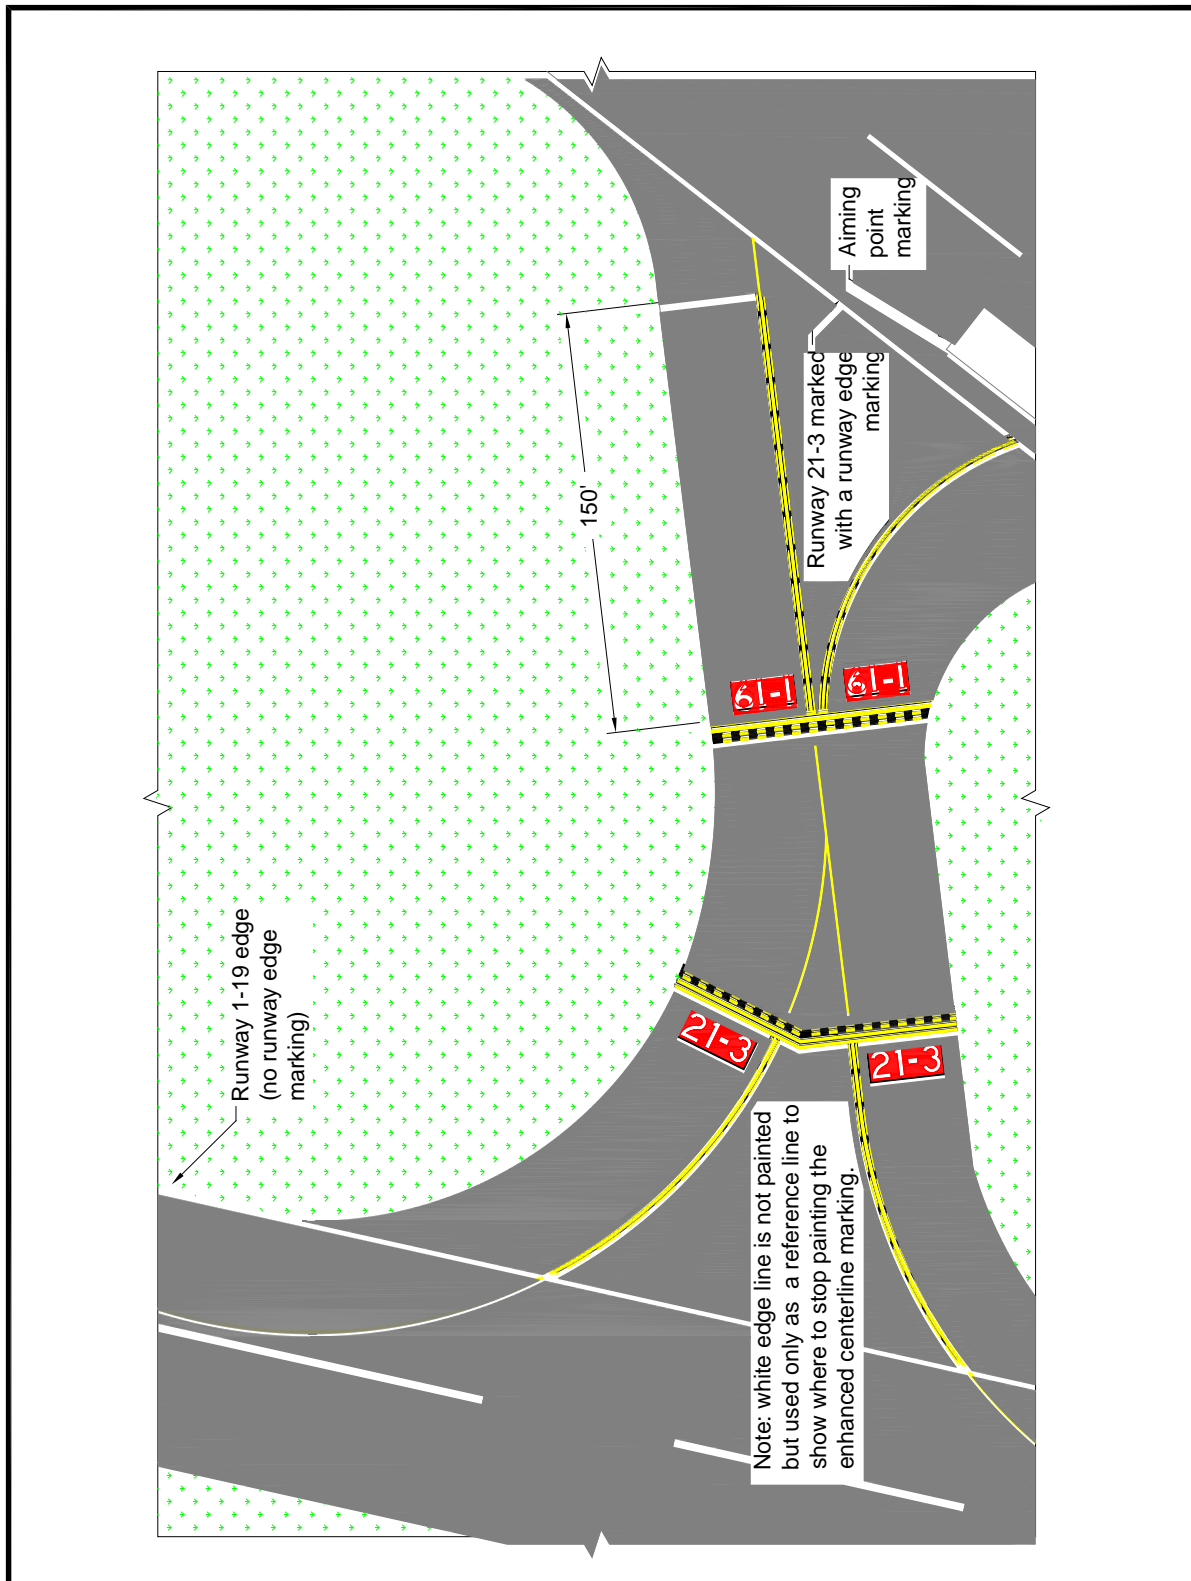 Runway 1-19 edge
(no runway edge
marking)
150'
21-3
21-3
1-19
1-19
Note: white edge line is not painted
but used only as a reference line to
show where to stop painting the
enhanced centerline marking.
Runway 21-3 marked
with a runway edge
marking
Aiming
point
marking